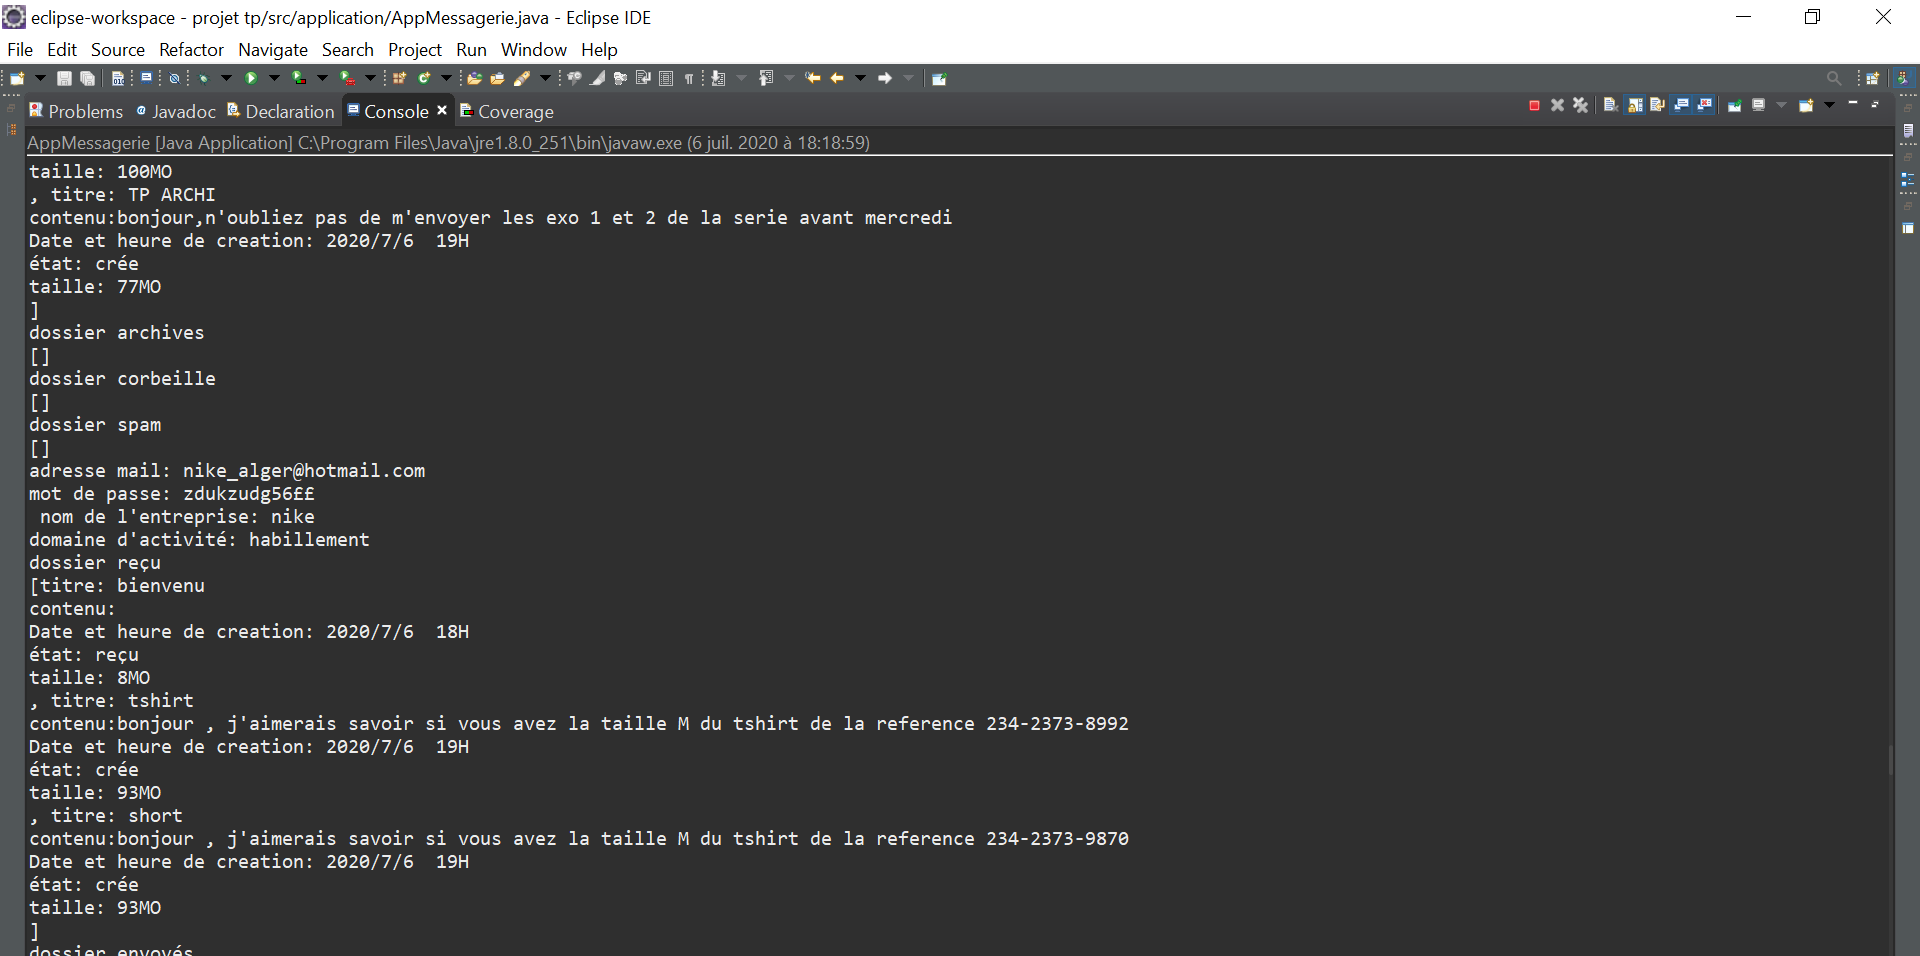 eclipse-workspace - projet tp/src/application/AppMessagerie.java - Eclipse IDE
File Edit Source Refactor Navigate Search Project Run Window Help
Problems Javadoc Declaration Console Coverage
AppMessagerie [Java Application] C:\Program Files\Java\jre1.8.0_251\bin\javaw.exe (6 juil. 2020 à 18:18:59)
taille: 100MO
, titre: TP ARCHI
contenu:bonjour,n'oubliez pas de m'envoyer les exo 1 et 2 de la serie avant mercredi
Date et heure de creation: 2020/7/6  19H
état: crée
taille: 77MO
]
dossier archives
[]
dossier corbeille
[]
dossier spam
[]
adresse mail: nike_alger@hotmail.com
mot de passe: zdukzudg56££
 nom de l'entreprise: nike
domaine d'activité: habillement
dossier reçu
[titre: bienvenu
contenu:
Date et heure de creation: 2020/7/6  18H
état: reçu
taille: 8MO
, titre: tshirt
contenu:bonjour , j'aimerais savoir si vous avez la taille M du tshirt de la reference 234-2373-8992
Date et heure de creation: 2020/7/6  19H
état: crée
taille: 93MO
, titre: short
contenu:bonjour , j'aimerais savoir si vous avez la taille M du tshirt de la reference 234-2373-9870
Date et heure de creation: 2020/7/6  19H
état: crée
taille: 93MO
]
dossier envoyés